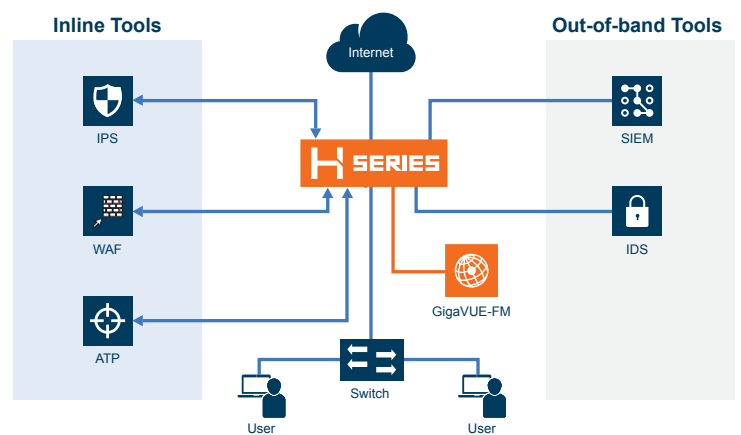 Inline Tools
Out-of-band Tools
Internet
IPS
SIEM
H SERIES
WAF
IDS
GigaVUE-FM
ATP
Switch
User
User